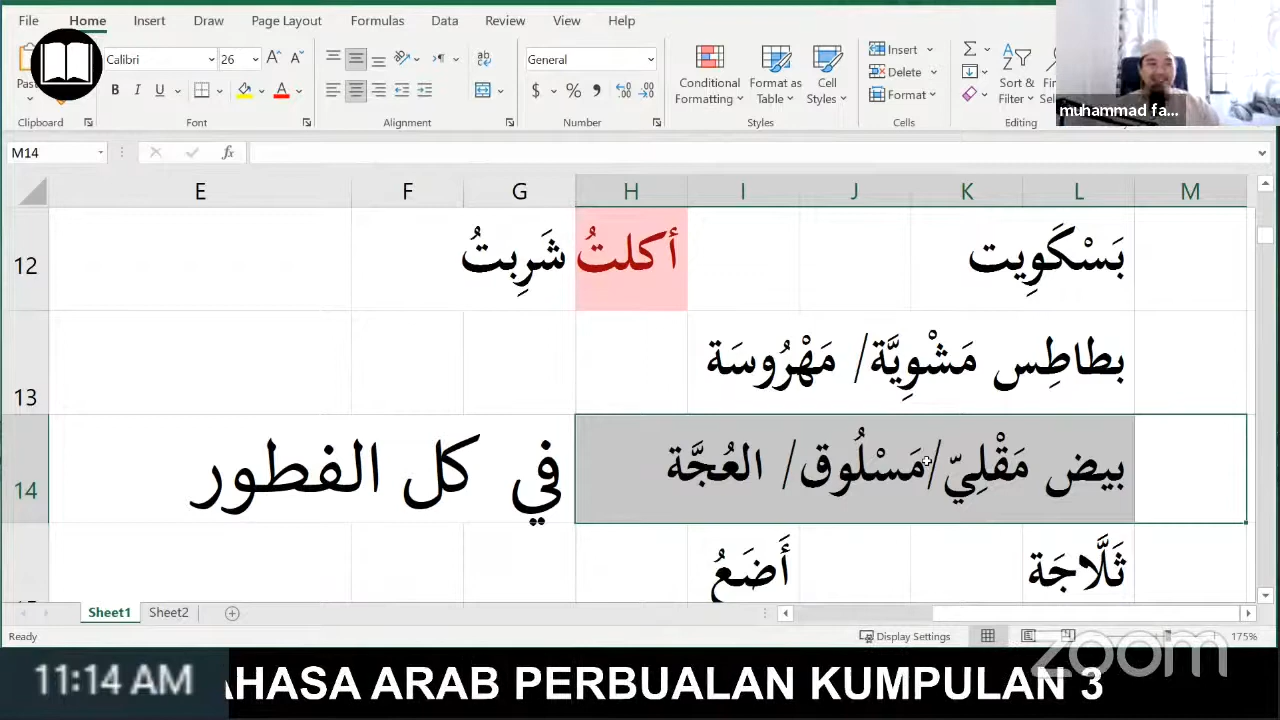 File Home Insert Draw Page Layout Formulas Data Review View Help
Calibri 26 General
Insert
Delete
Format
Conditional Formatting
Formats Table
Cell Styles
Sort & Filter
Clipboard Font Alignment Number Styles Cells Editing
muhammad fa...
M14 fx
E F G H I J K L M
12
بَسْكَوِيت
أكلتُ
شَرِبتُ
13
بطاطِس مَشْوِيَّة/ مَهْرُوسَة
14
بيض مَقْلِيّ/مَسْلُوق/ العُجَّة
في كل الفطور
ثَلَّاجَة
أَضَعُ
Sheet1 Sheet2
Ready Display Settings 175%
zoom
11:14 AM
AHASA ARAB PERBUALAN KUMPULAN 3